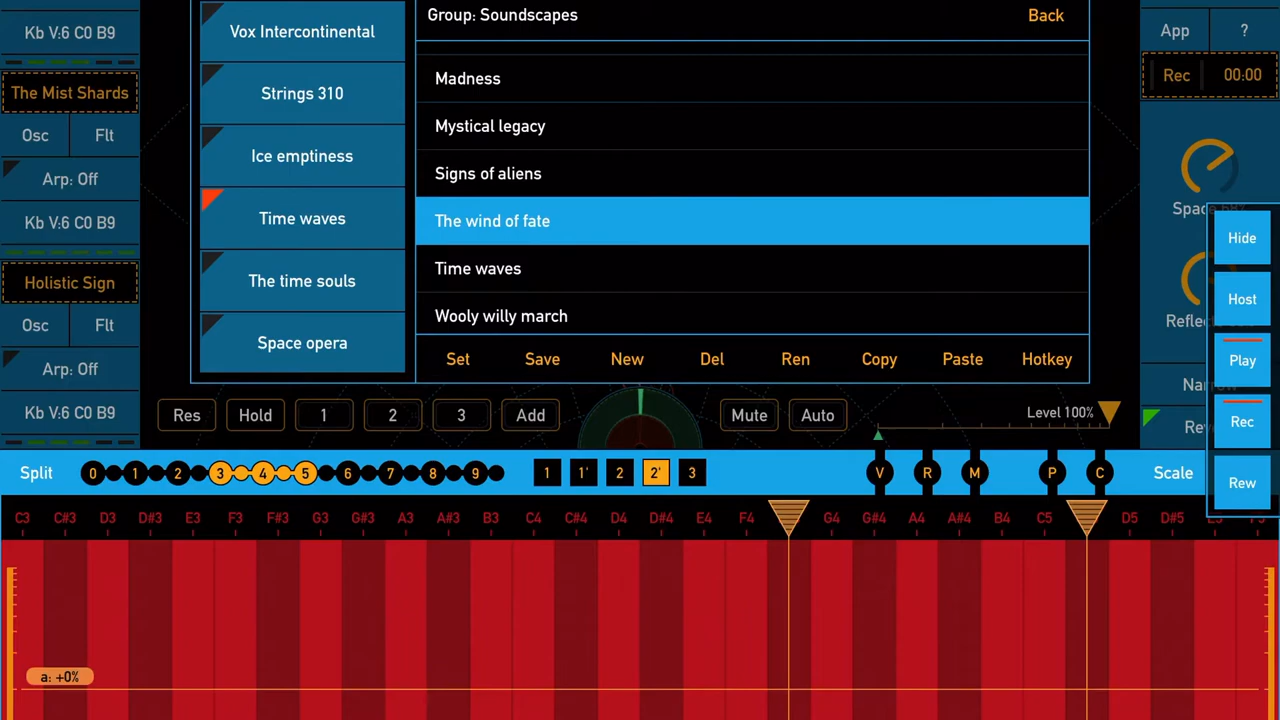 Kb V:6 C0 B9
The Mist Shards
Osc Flt
Arp: Off
Kb V:6 C0 B9
Holistic Sign
Osc Flt
Arp: Off
Kb V:6 C0 B9
Vox Intercontinental
Strings 310
Ice emptiness
Time waves
The time souls
Space opera
Group: Soundscapes Back
Madness
Mystical legacy
Signs of aliens
The wind of fate
Time waves
Wooly willy march
Set Save New Del Ren Copy Paste Hotkey
App ?
Rec 00:00
Space
Reflec
Nar
Rev
Hide
Host
Play
Rec
Rew
Res Hold 1 2 3 Add Mute Auto Level 100%
Split 0 1 2 3 4 5 6 7 8 9 1 1' 2 2' 3 V R M P C Scale
C3 C#3 D3 D#3 E3 F3 F#3 G3 G#3 A3 A#3 B3 C4 C#4 D4 D#4 E4 F4 G4 G#4 A4 A#4 B4 C5 D5 D#5
a: +0%